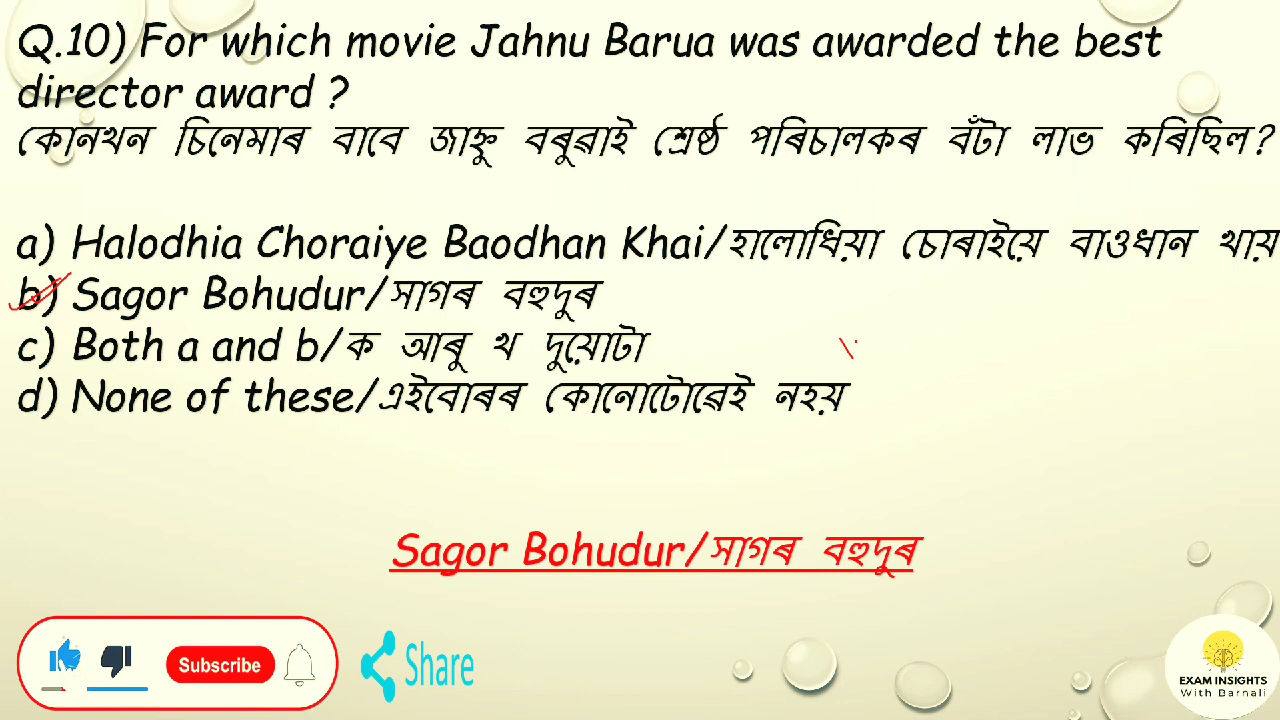 Q.10) For which movie Jahnu Barua was awarded the best
director award ?
কোনখন চিনেমাৰ বাবে জাহ্নু বৰুৱাই শ্ৰেষ্ঠ পৰিচালকৰ বঁটা লাভ কৰিছিল?
a) Halodhia Choraiye Baodhan Khai/হালোধিয়া চোৰাইয়ে বাওধান খায়
b) Sagor Bohudur/সাগৰ বহুদুৰ
c) Both a and b/ক আৰু খ দুয়োটা
d) None of these/এইবোৰৰ কোনোটোৱেই নহয়
Sagor Bohudur/সাগৰ বহুদুৰ
Subscribe
Share
EXAM INSIGHTS
With Barnali